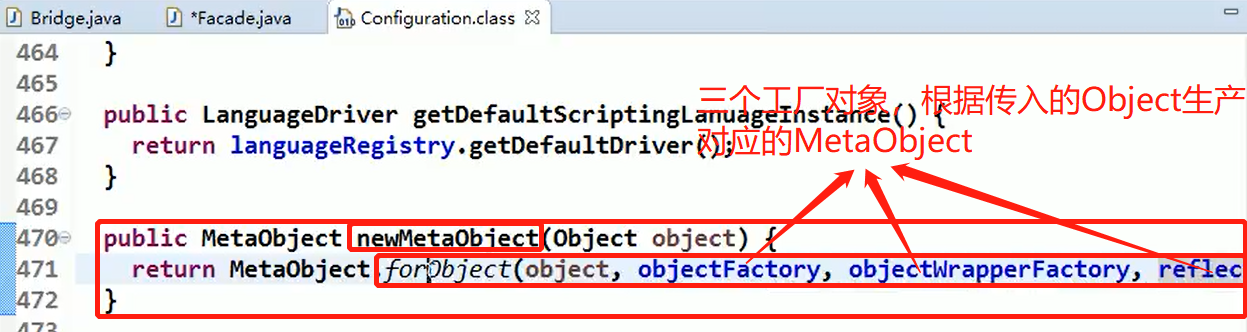 Bridge.java
*Facade.java
Configuration.class
464 }
465
466 public LanguageDriver getDefaultScriptingLanuageInstance() {
467 return languageRegistry.getDefaultDriver();
468 }
469
470 public MetaObject newMetaObject(Object object) {
471 return MetaObject.forObject(object, objectFactory, objectWrapperFactory, reflec
472 }
473
三个工厂对象，根据传入的Object生产
对应的MetaObject